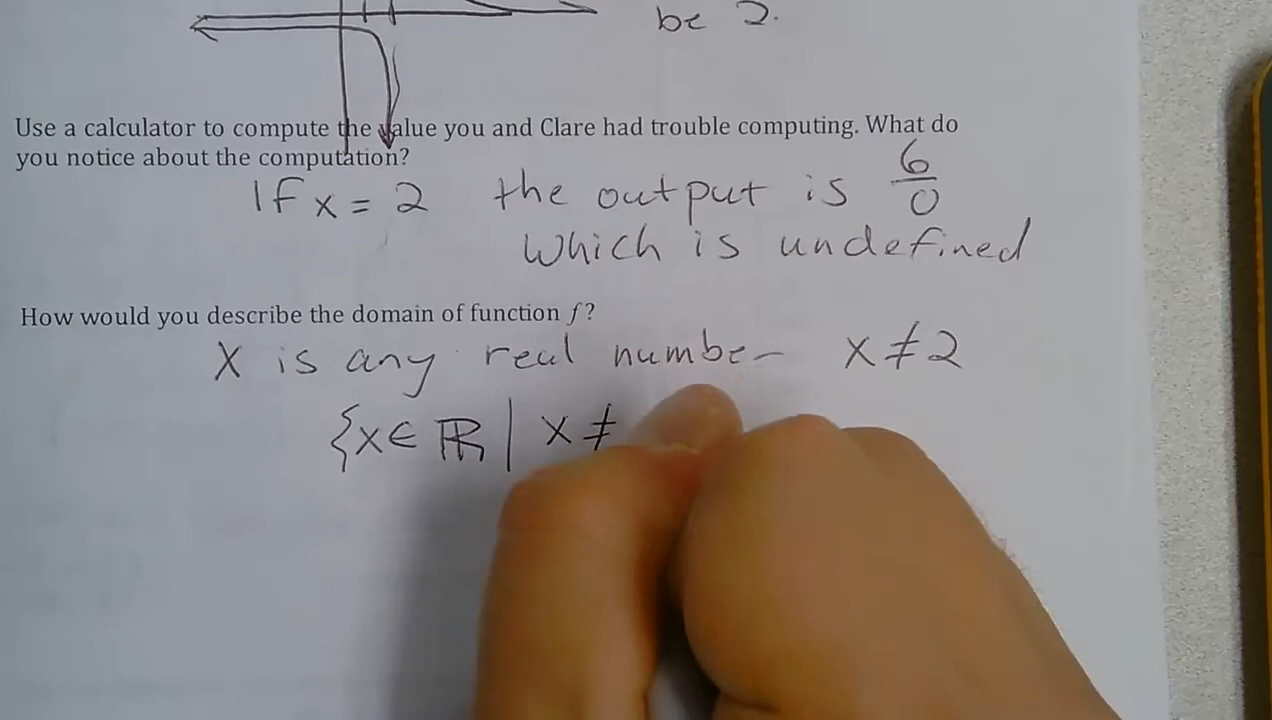 be 2.
Use a calculator to compute the value you and Clare had trouble computing. What do
you notice about the computation?
If x = 2 the output is 6/0
which is undefined
How would you describe the domain of function f?
X is any real number x≠2
{x∈ℝ | x≠